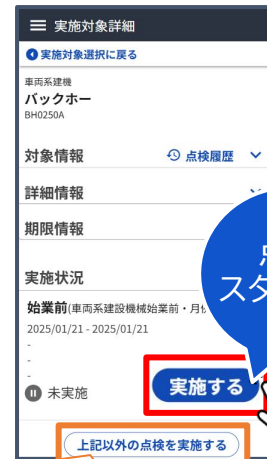 実施対象詳細
実施対象選択に戻る
車両系建機
バックホー
BH0250A
対象情報 点検履歴
詳細情報
期限情報
実施状況
始業前(車両系建設機械始業前・月
2025/01/21 - 2025/01/21
-
-
-
未実施
実施する
スタ
上記以外の点検を実施する